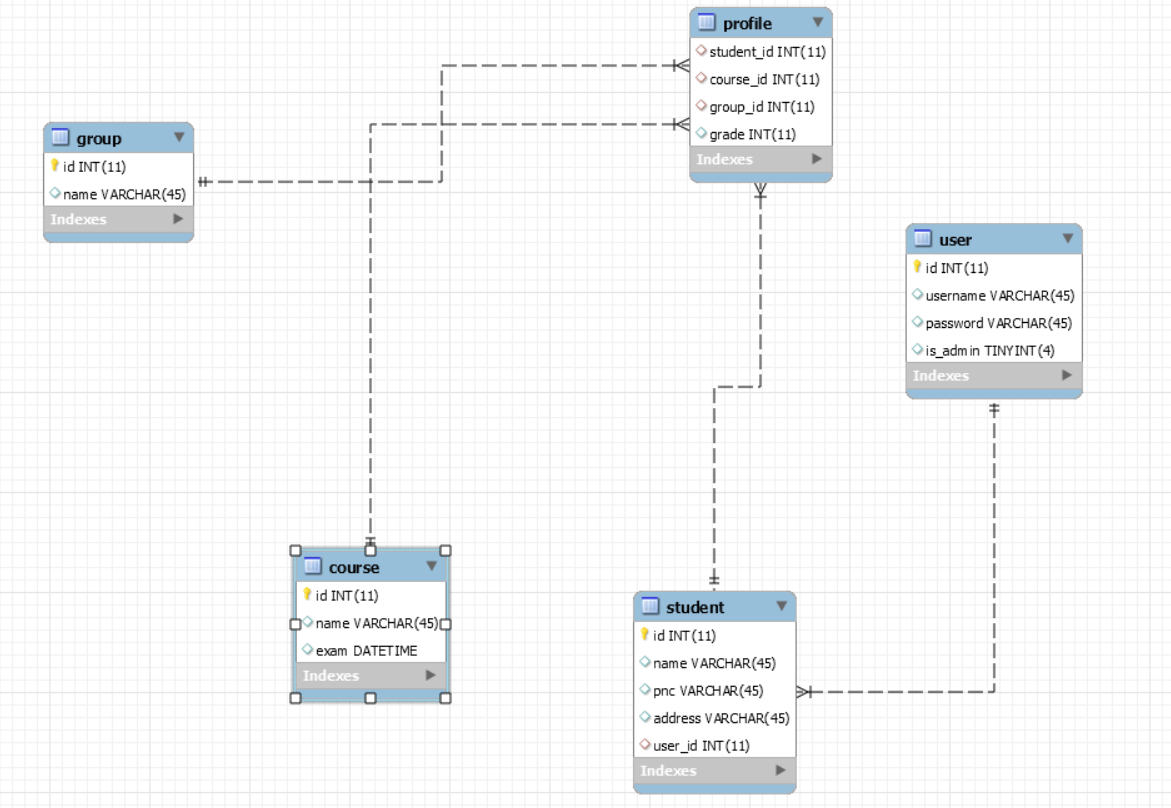 profile
student_id INT(11)
course_id INT(11)
group_id INT(11)
grade INT(11)
Indexes
group
id INT(11)
name VARCHAR(45)
Indexes
user
id INT(11)
username VARCHAR(45)
password VARCHAR(45)
is_admin TINYINT(4)
Indexes
course
id INT(11)
name VARCHAR(45)
exam DATETIME
Indexes
student
id INT(11)
name VARCHAR(45)
pnc VARCHAR(45)
address VARCHAR(45)
user_id INT(11)
Indexes